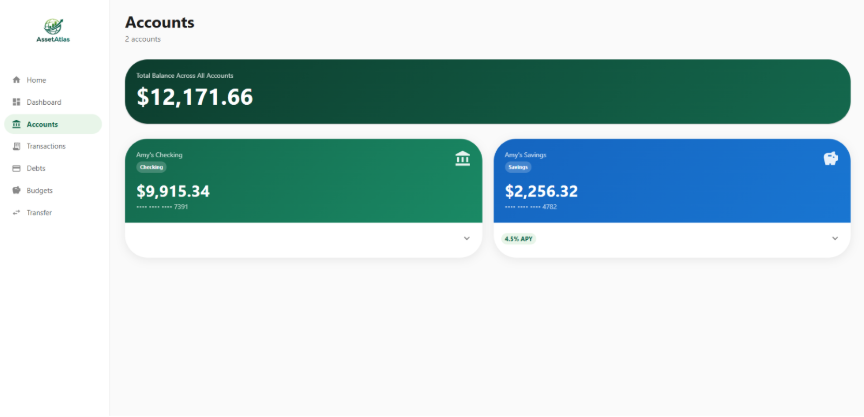 AssetAtlas
Home
Dashboard
Accounts
Transactions
Debts
Budgets
Transfer
Accounts
2 accounts
Total Balance Across All Accounts
$12,171.66
Amy's Checking
Checking
$9,915.34
•••• •••• •••• 7391
Amy's Savings
Savings
$2,256.32
•••• •••• •••• 4782
4.5% APY